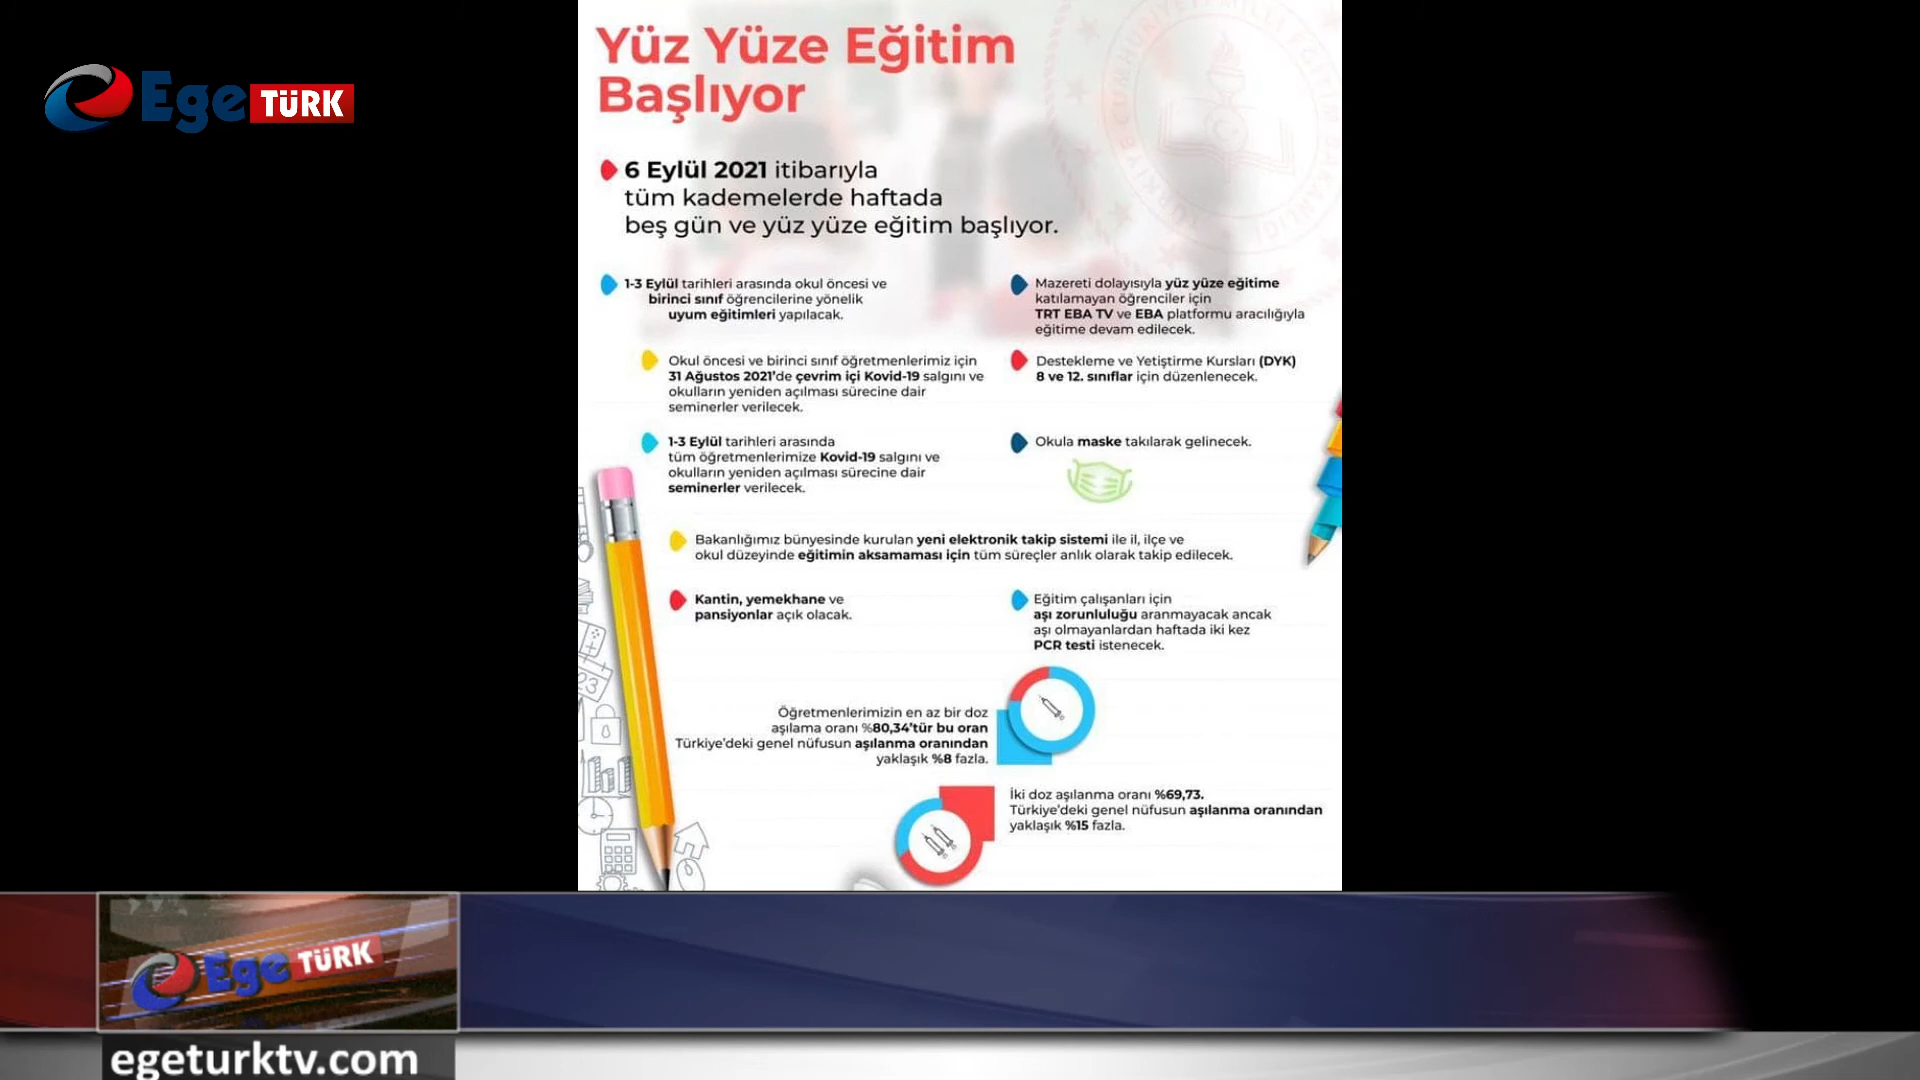 Ege TÜRK
Yüz Yüze Eğitim
Başlıyor
6 Eylül 2021 itibarıyla
tüm kademelerde haftada
beş gün ve yüz yüze eğitim başlıyor.
1-3 Eylül tarihleri arasında okul öncesi ve
birinci sınıf öğrencilerine yönelik
uyum eğitimleri yapılacak.
Mazereti dolayısıyla yüz yüze eğitime
katılamayan öğrenciler için
TRT EBA TV ve EBA platformu aracılığıyla
eğitime devam edilecek.
Okul öncesi ve birinci sınıf öğretmenlerimiz için
31 Ağustos 2021'de çevrim içi Kovid-19 salgını ve
okulların yeniden açılması sürecine dair
seminerler verilecek.
Destekleme ve Yetiştirme Kursları (DYK)
8 ve 12. sınıflar için düzenlenecek.
1-3 Eylül tarihleri arasında
tüm öğretmenlerimize Kovid-19 salgını ve
okulların yeniden açılması sürecine dair
seminerler verilecek.
Okula maske takılarak gelinecek.
Bakanlığımız bünyesinde kurulan yeni elektronik takip sistemi ile il, ilçe ve
okul düzeyinde eğitimin aksamaması için tüm süreçler anlık olarak takip edilecek.
Kantin, yemekhane ve
pansiyonlar açık olacak.
Eğitim çalışanları için
aşı zorunluluğu aranmayacak ancak
aşı olmayanlardan haftada iki kez
PCR testi istenecek.
Öğretmenlerimizin en az bir doz
aşılama oranı %80,34'tür bu oran
Türkiye'deki genel nüfusun aşılanma oranından
yaklaşık %8 fazla.
İki doz aşılanma oranı %69,73.
Türkiye'deki genel nüfusun aşılanma oranından
yaklaşık %15 fazla.
23
Ege TÜRK
egeturktv.com